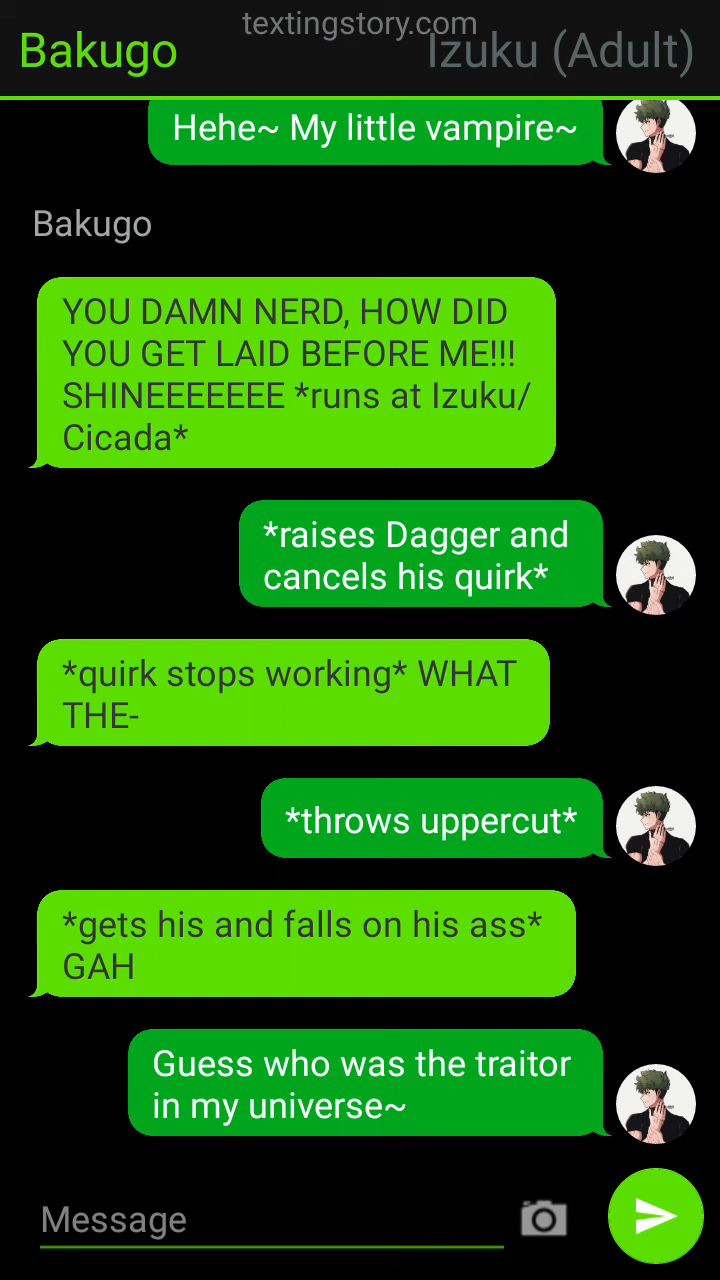 textingstory.com
Bakugo
Izuku (Adult)
Hehe~ My little vampire~
Bakugo
YOU DAMN NERD, HOW DID
YOU GET LAID BEFORE ME!!!
SHINEEEEEEE *runs at Izuku/
Cicada*
*raises Dagger and
cancels his quirk*
*quirk stops working* WHAT
THE-
*throws uppercut*
*gets his and falls on his ass*
GAH
Guess who was the traitor
in my universe~
Message